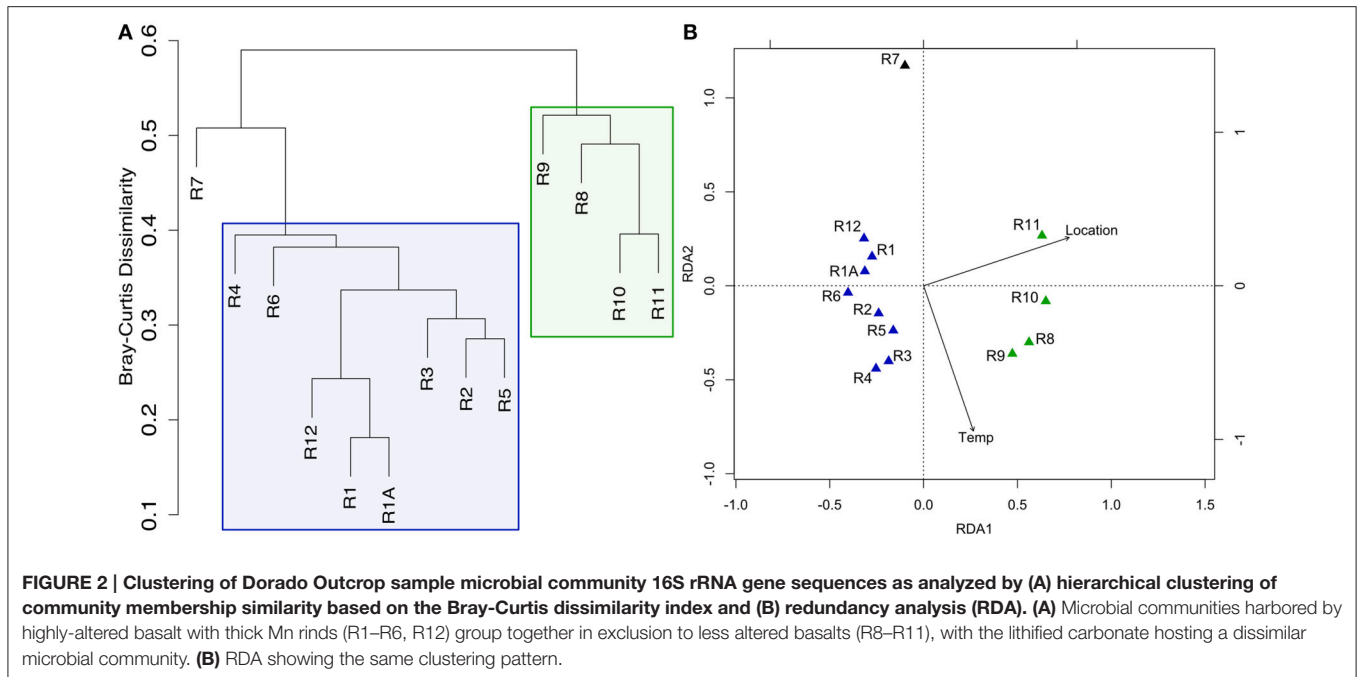 A
Bray-Curtis Dissimilarity
0.6
0.5
0.4
0.3
0.2
0.1
R7
R4
R6
R12
R1
R1A
R3
R2
R5
R9
R8
R10
R11
B
RDA2
1.0
0.5
0.0
-0.5
-1.0
R7
R12
R1
R1A
R6
R2
R5
R3
R4
R11
Location
R10
R8
R9
Temp
1
0
-1
-1.0
-0.5
0.0
0.5
1.0
1.5
RDA1
FIGURE 2 | Clustering of Dorado Outcrop sample microbial community 16S rRNA gene sequences as analyzed by (A) hierarchical clustering of
community membership similarity based on the Bray-Curtis dissimilarity index and (B) redundancy analysis (RDA). (A) Microbial communities harbored by
highly-altered basalt with thick Mn rinds (R1–R6, R12) group together in exclusion to less altered basalts (R8–R11), with the lithified carbonate hosting a dissimilar
microbial community. (B) RDA showing the same clustering pattern.